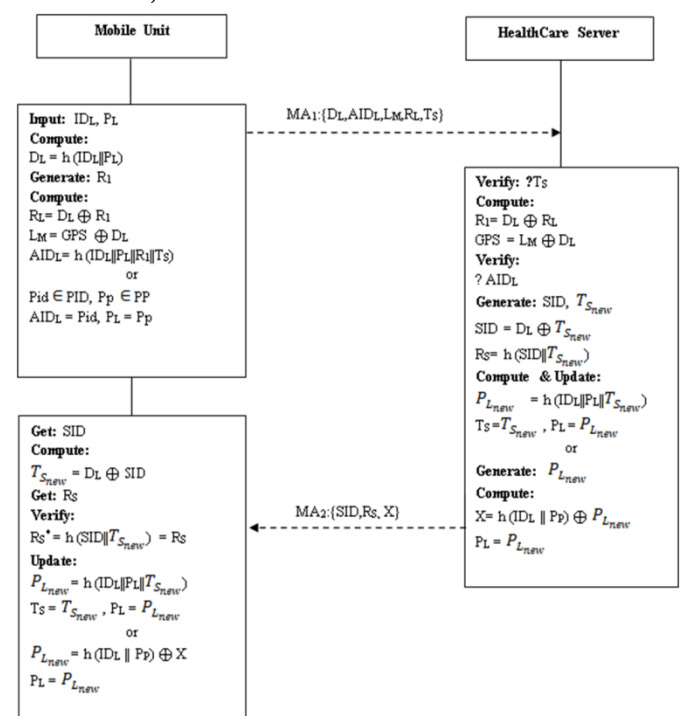 Mobile Unit
HealthCare Server
MA1:{DL,AIDL,LM,RL,TS}
Input: IDL, PL
Compute:
DL = h (IDL||PL)
Generate: R1
Compute:
RL= DL ⊕ R1
LM= GPS ⊕ DL
AIDL= h (IDL||PL||R1||TS)
or
Pid ∈ PID, Pp ∈ PP
AIDL = Pid, PL = Pp
Verify: ?TS
Compute:
R1= DL ⊕ RL
GPS = LM ⊕ DL
Verify:
? AIDL
Generate: SID, TSnew
SID = DL ⊕ TSnew
RS= h (SID||TSnew)
Compute & Update:
PLnew = h (IDL||PL||TSnew)
TS=TSnew , PL= PLnew
or
Generate: PLnew
Compute:
X= h (IDL || PP) ⊕ PLnew
PL = PLnew
MA2:{SID,RS, X}
Get: SID
Compute:
TSnew = DL ⊕ SID
Get: RS
Verify:
RS*= h (SID||TSnew) = RS
Update:
PLnew= h (IDL||PL||TSnew)
TS = TSnew , PL= PLnew
or
PLnew= h (IDL || PP) ⊕ X
PL = PLnew